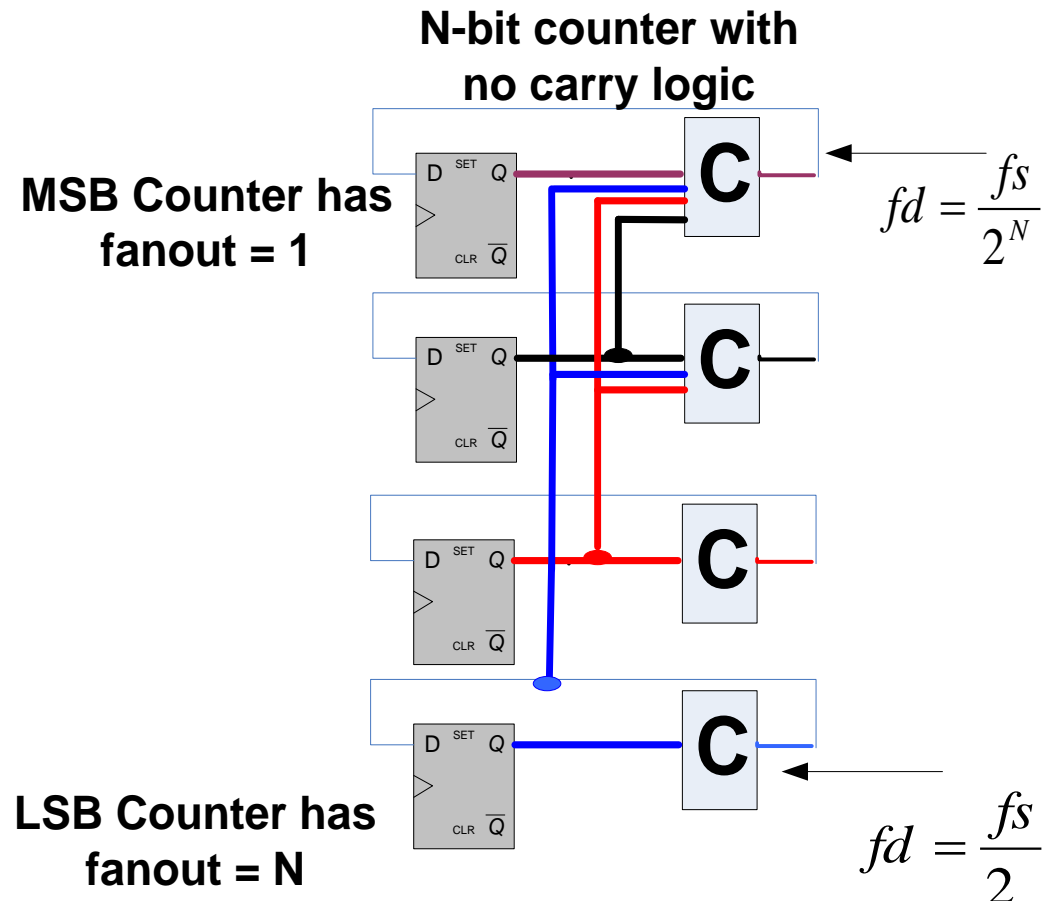 N-bit counter with
no carry logic
MSB Counter has
fanout = 1
D SET Q
CLR Q̅
C
fd = fs / 2^N
D SET Q
CLR Q̅
C
D SET Q
CLR Q̅
C
D SET Q
CLR Q̅
C
LSB Counter has
fanout = N
fd = fs / 2